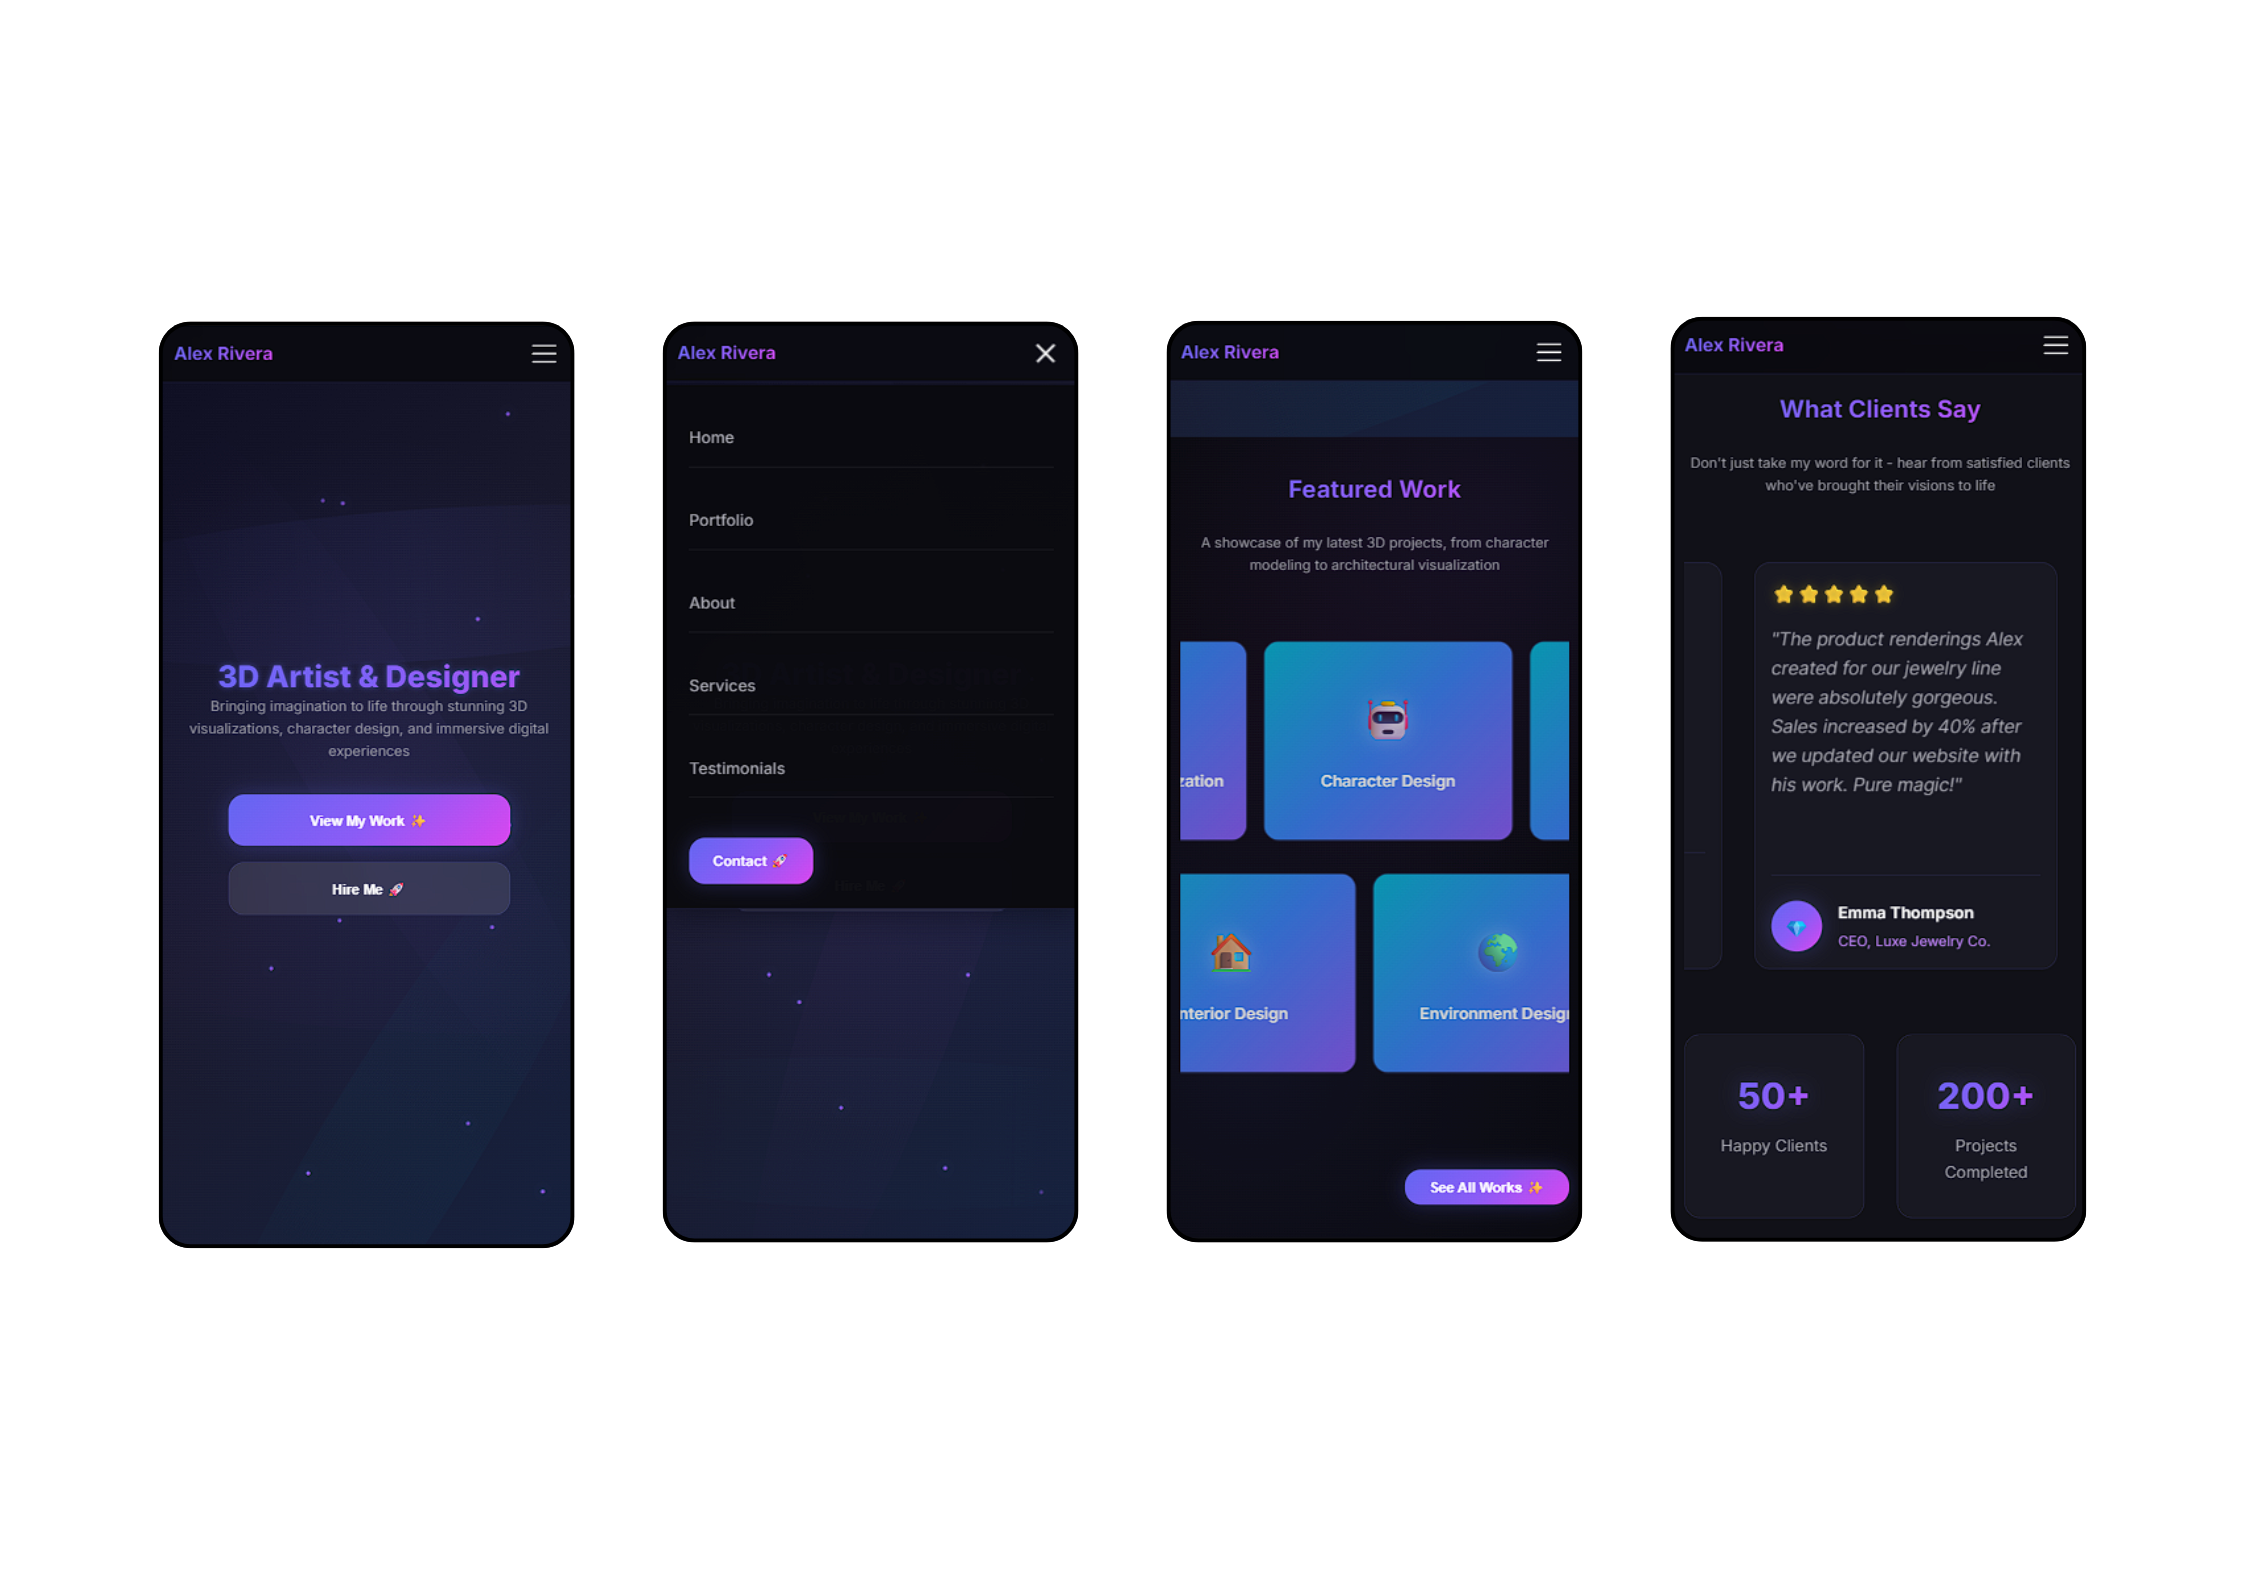 Alex Rivera
3D Artist & Designer
Bringing imagination to life through stunning 3D
visualizations, character design, and immersive digital
experiences
View My Work ✨
Hire Me 🚀
Alex Rivera
Home
Portfolio
About
Services
Testimonials
Contact 🚀
Alex Rivera
Featured Work
A showcase of my latest 3D projects, from character
modeling to architectural visualization
zation
Character Design
nterior Design
Environment Design
See All Works ✨
Alex Rivera
What Clients Say
Don't just take my word for it - hear from satisfied clients
who've brought their visions to life
"The product renderings Alex
created for our jewelry line
were absolutely gorgeous.
Sales increased by 40% after
we updated our website with
his work. Pure magic!"
Emma Thompson
CEO, Luxe Jewelry Co.
50+
Happy Clients
200+
Projects
Completed